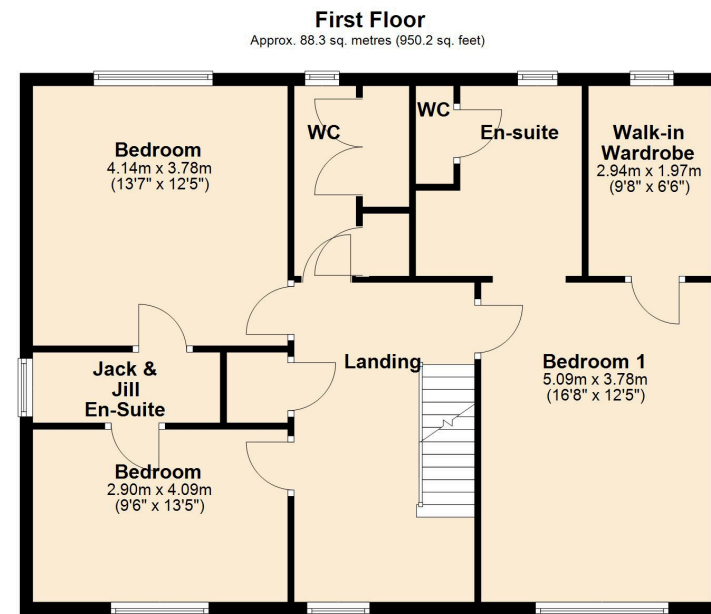 First Floor
Approx. 88.3 sq. metres (950.2 sq. feet)
Bedroom
4.14m x 3.78m
(13'7" x 12'5")
WC
WC
En-suite
Walk-in
Wardrobe
2.94m x 1.97m
(9'8" x 6'6")
Jack &
Jill
En-Suite
Landing
Bedroom 1
5.09m x 3.78m
(16'8" x 12'5")
Bedroom
2.90m x 4.09m
(9'6" x 13'5")